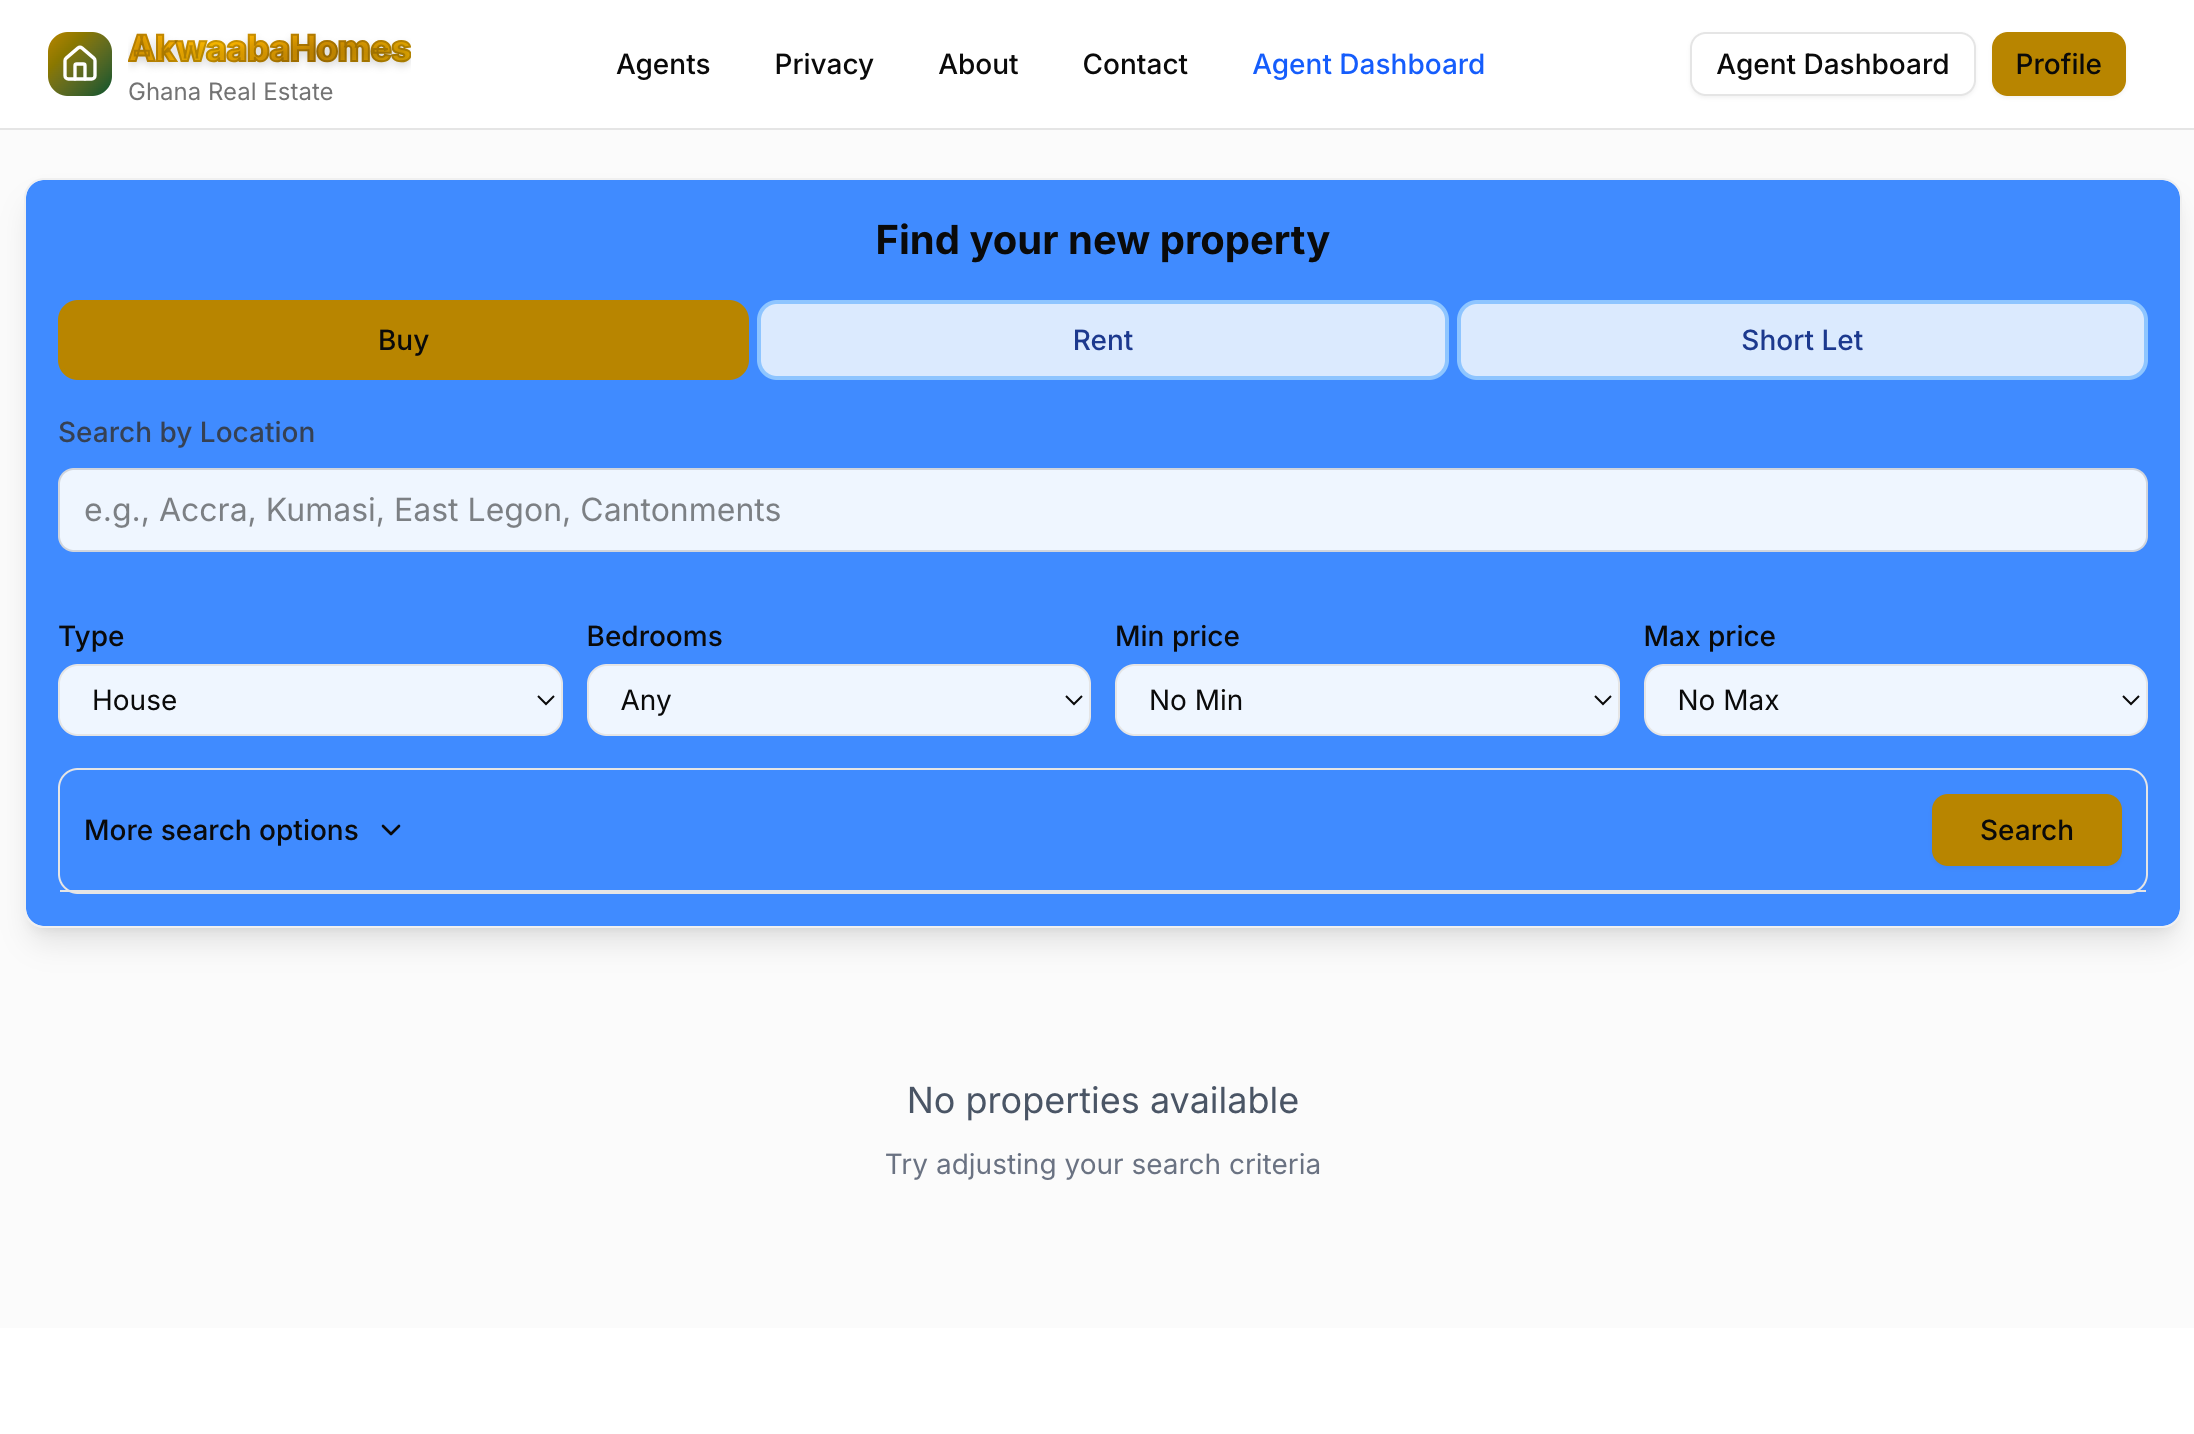 AkwaabaHomes
Ghana Real Estate
Agents Privacy About Contact Agent Dashboard
Agent Dashboard Profile
Find your new property
Buy Rent Short Let
Search by Location
e.g., Accra, Kumasi, East Legon, Cantonments
Type Bedrooms Min price Max price
House Any No Min No Max
More search options Search
No properties available
Try adjusting your search criteria